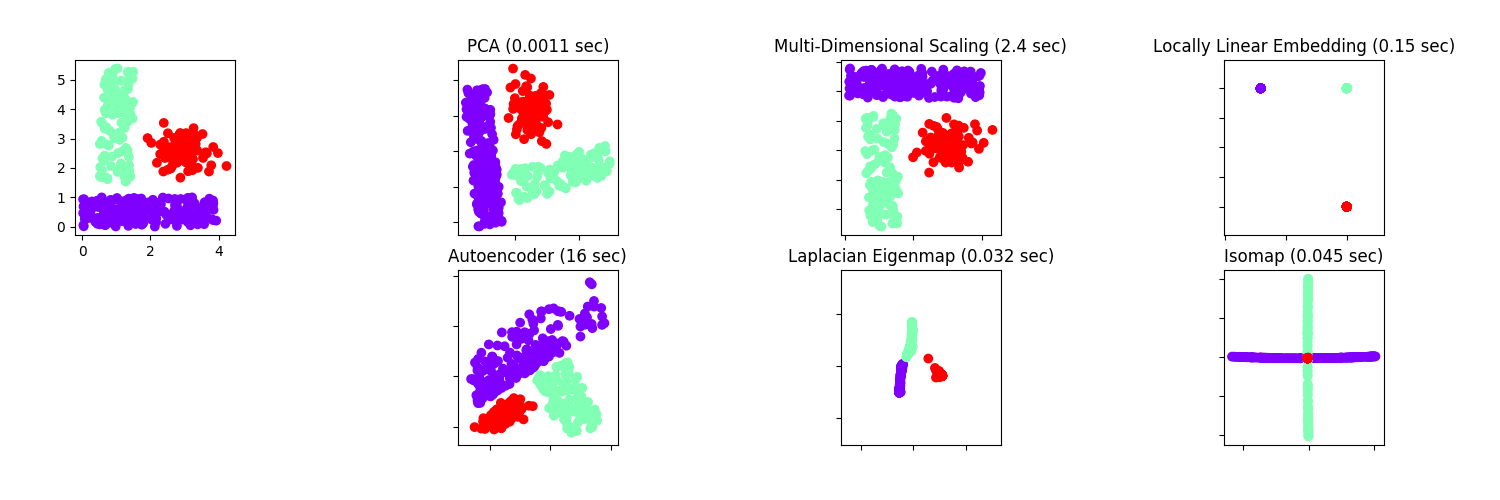 PCA (0.0011 sec)
Multi-Dimensional Scaling (2.4 sec)
Locally Linear Embedding (0.15 sec)
5
4
3
2
1
0
0 2 4
Autoencoder (16 sec)
Laplacian Eigenmap (0.032 sec)
Isomap (0.045 sec)